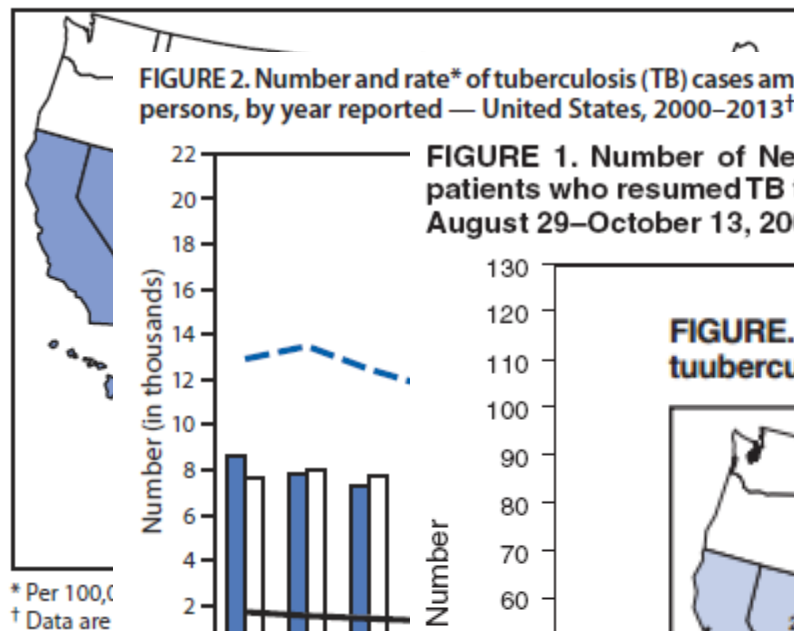 FIGURE 2. Number and rate* of tuberculosis (TB) cases am
persons, by year reported — United States, 2000–2013†
22
20
18
16
14
12
10
8
6
4
2
Number (in thousands)
FIGURE 1. Number of Ne
patients who resumed TB
August 29–October 13, 200
130
120
110
100
90
80
70
60
Number
FIGURE.
tuubercu
* Per 100,0
† Data are